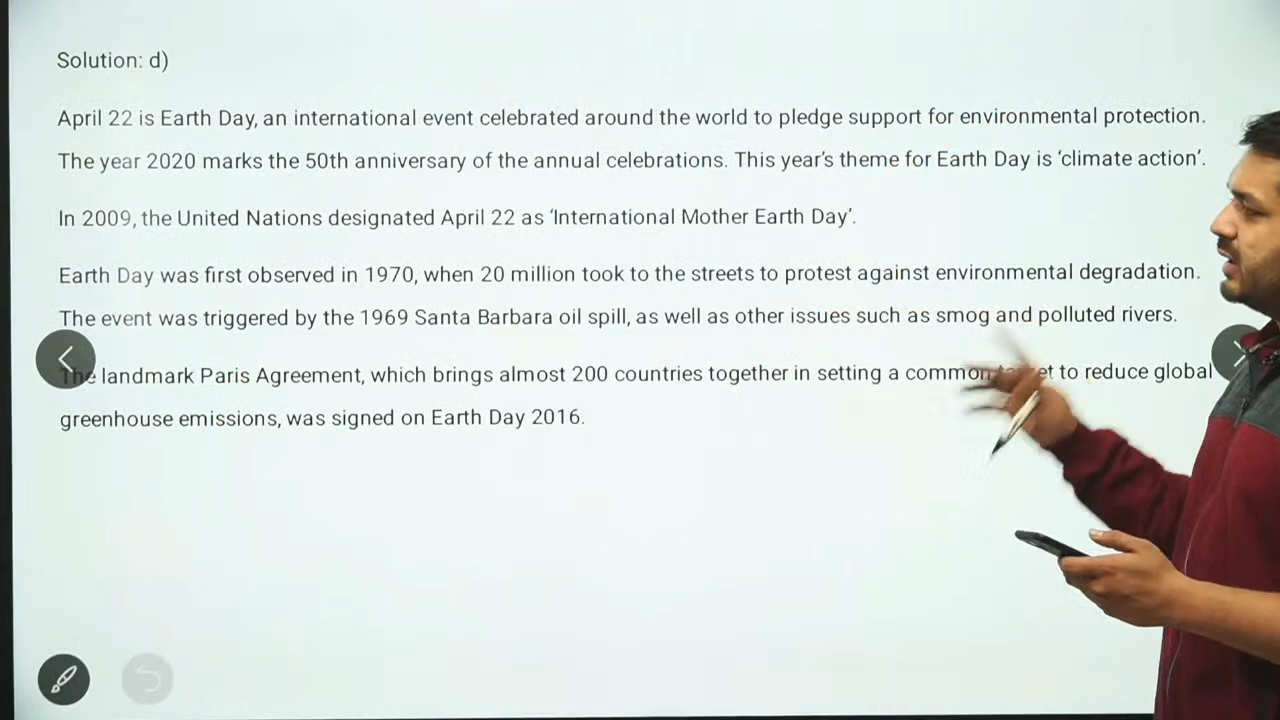 Solution: d)
April 22 is Earth Day, an international event celebrated around the world to pledge support for environmental protection.
The year 2020 marks the 50th anniversary of the annual celebrations. This year's theme for Earth Day is ‘climate action’.
In 2009, the United Nations designated April 22 as ‘International Mother Earth Day’.
Earth Day was first observed in 1970, when 20 million took to the streets to protest against environmental degradation.
The event was triggered by the 1969 Santa Barbara oil spill, as well as other issues such as smog and polluted rivers.
The landmark Paris Agreement, which brings almost 200 countries together in setting a common target to reduce global
greenhouse emissions, was signed on Earth Day 2016.